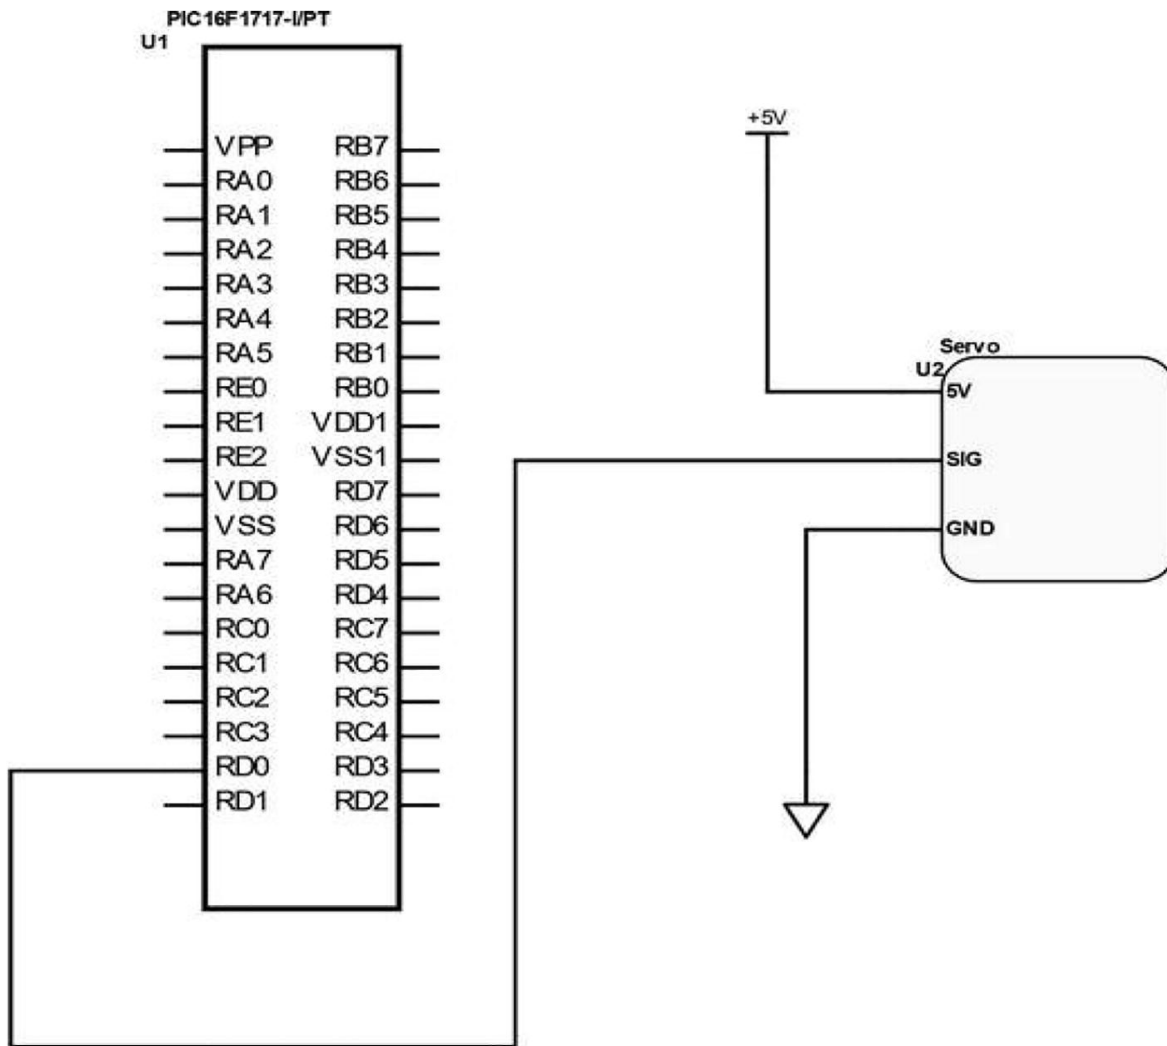 PIC16F1717-I/PT
U1
VPP RB7
RA0 RB6
RA1 RB5
RA2 RB4
RA3 RB3
RA4 RB2
RA5 RB1
RE0 RB0
RE1 VDD1
RE2 VSS1
VDD RD7
VSS RD6
RA7 RD5
RA6 RD4
RC0 RC7
RC1 RC6
RC2 RC5
RC3 RC4
RD0 RD3
RD1 RD2
+5V
Servo
U2
5V
SIG
GND